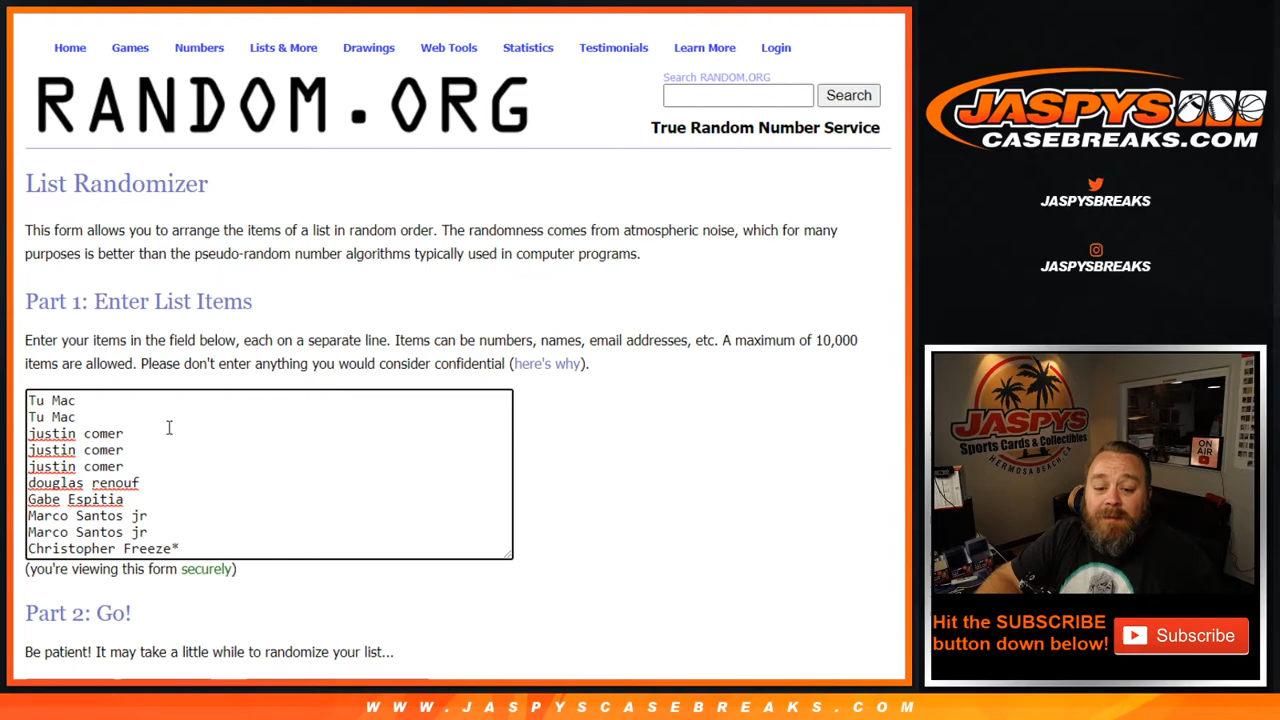 Home Games Numbers Lists & More Drawings Web Tools Statistics Testimonials Learn More Login
RANDOM.ORG
Search RANDOM.ORG
Search
True Random Number Service
List Randomizer
This form allows you to arrange the items of a list in random order. The randomness comes from atmospheric noise, which for many
purposes is better than the pseudo-random number algorithms typically used in computer programs.
Part 1: Enter List Items
Enter your items in the field below, each on a separate line. Items can be numbers, names, email addresses, etc. A maximum of 10,000
items are allowed. Please don't enter anything you would consider confidential (here's why).
Tu Mac
Tu Mac
justin comer
justin comer
justin comer
douglas renouf
Gabe Espitia
Marco Santos jr
Marco Santos jr
Christopher Freeze*
(you're viewing this form securely)
Part 2: Go!
Be patient! It may take a little while to randomize your list...
JASPYS
CASEBREAKS.COM
JASPYSBREAKS
JASPYSBREAKS
JASPYS
Sports Cards & Collectibles
HERMOSA BEACH, CA
ON
AIR
Hit the SUBSCRIBE
button down below!
Subscribe
WWW.JASPYSCASEBREAKS.COM